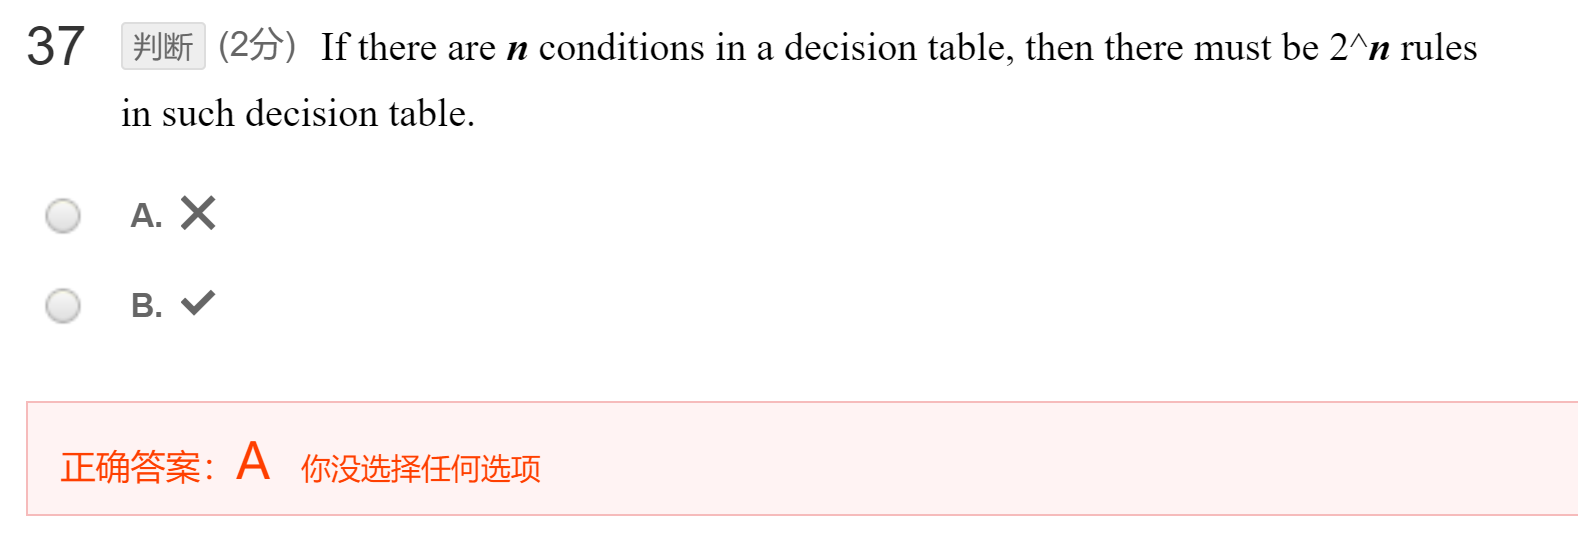 37 判断 (2分) If there are n conditions in a decision table, then there must be 2^n rules
in such decision table.
A. ✕
B. ✓
正确答案：A 你没选择任何选项